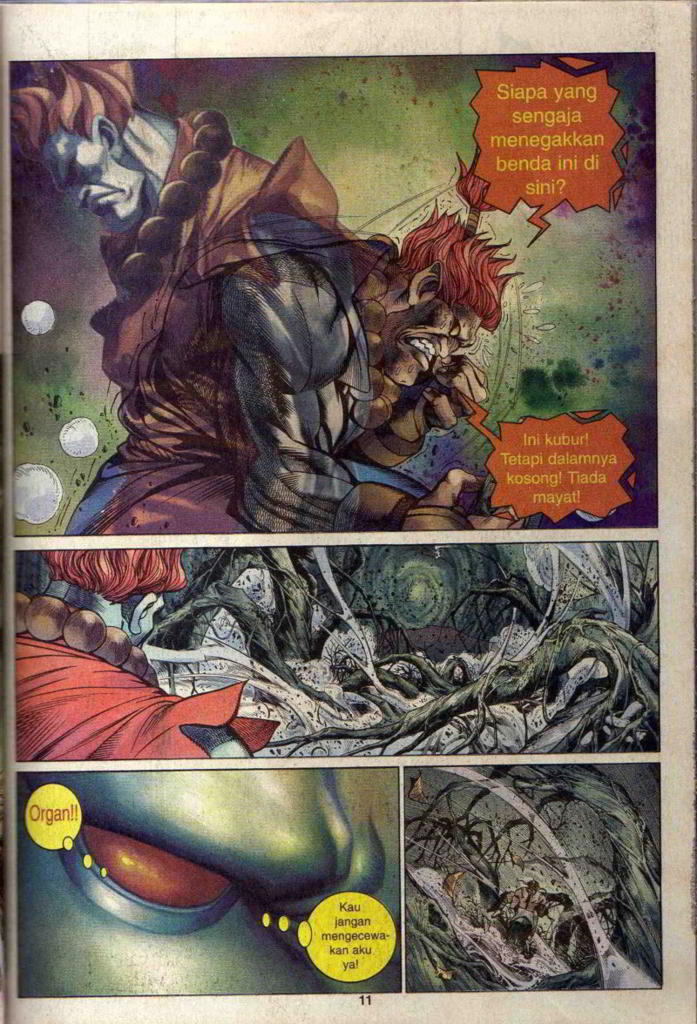 Siapa yang
sengaja
menegakkan
benda ini di
sini?
Ini kubur!
Tetapi dalamnya
kosong! Tiada
mayat!
Organ!!
Kau
jangan
mengecewa-
kan aku
ya!
11